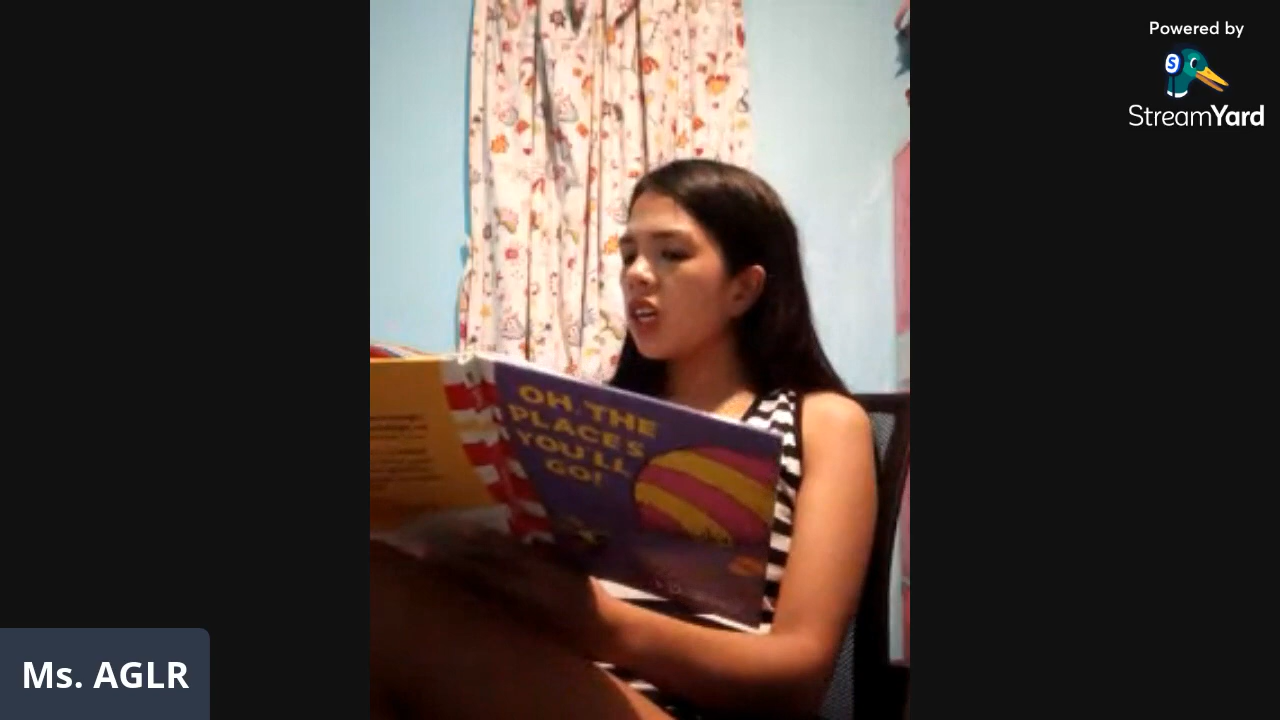 Powered by
StreamYard
OH, THE
PLACES
YOU'LL
GO!
Ms. AGLR